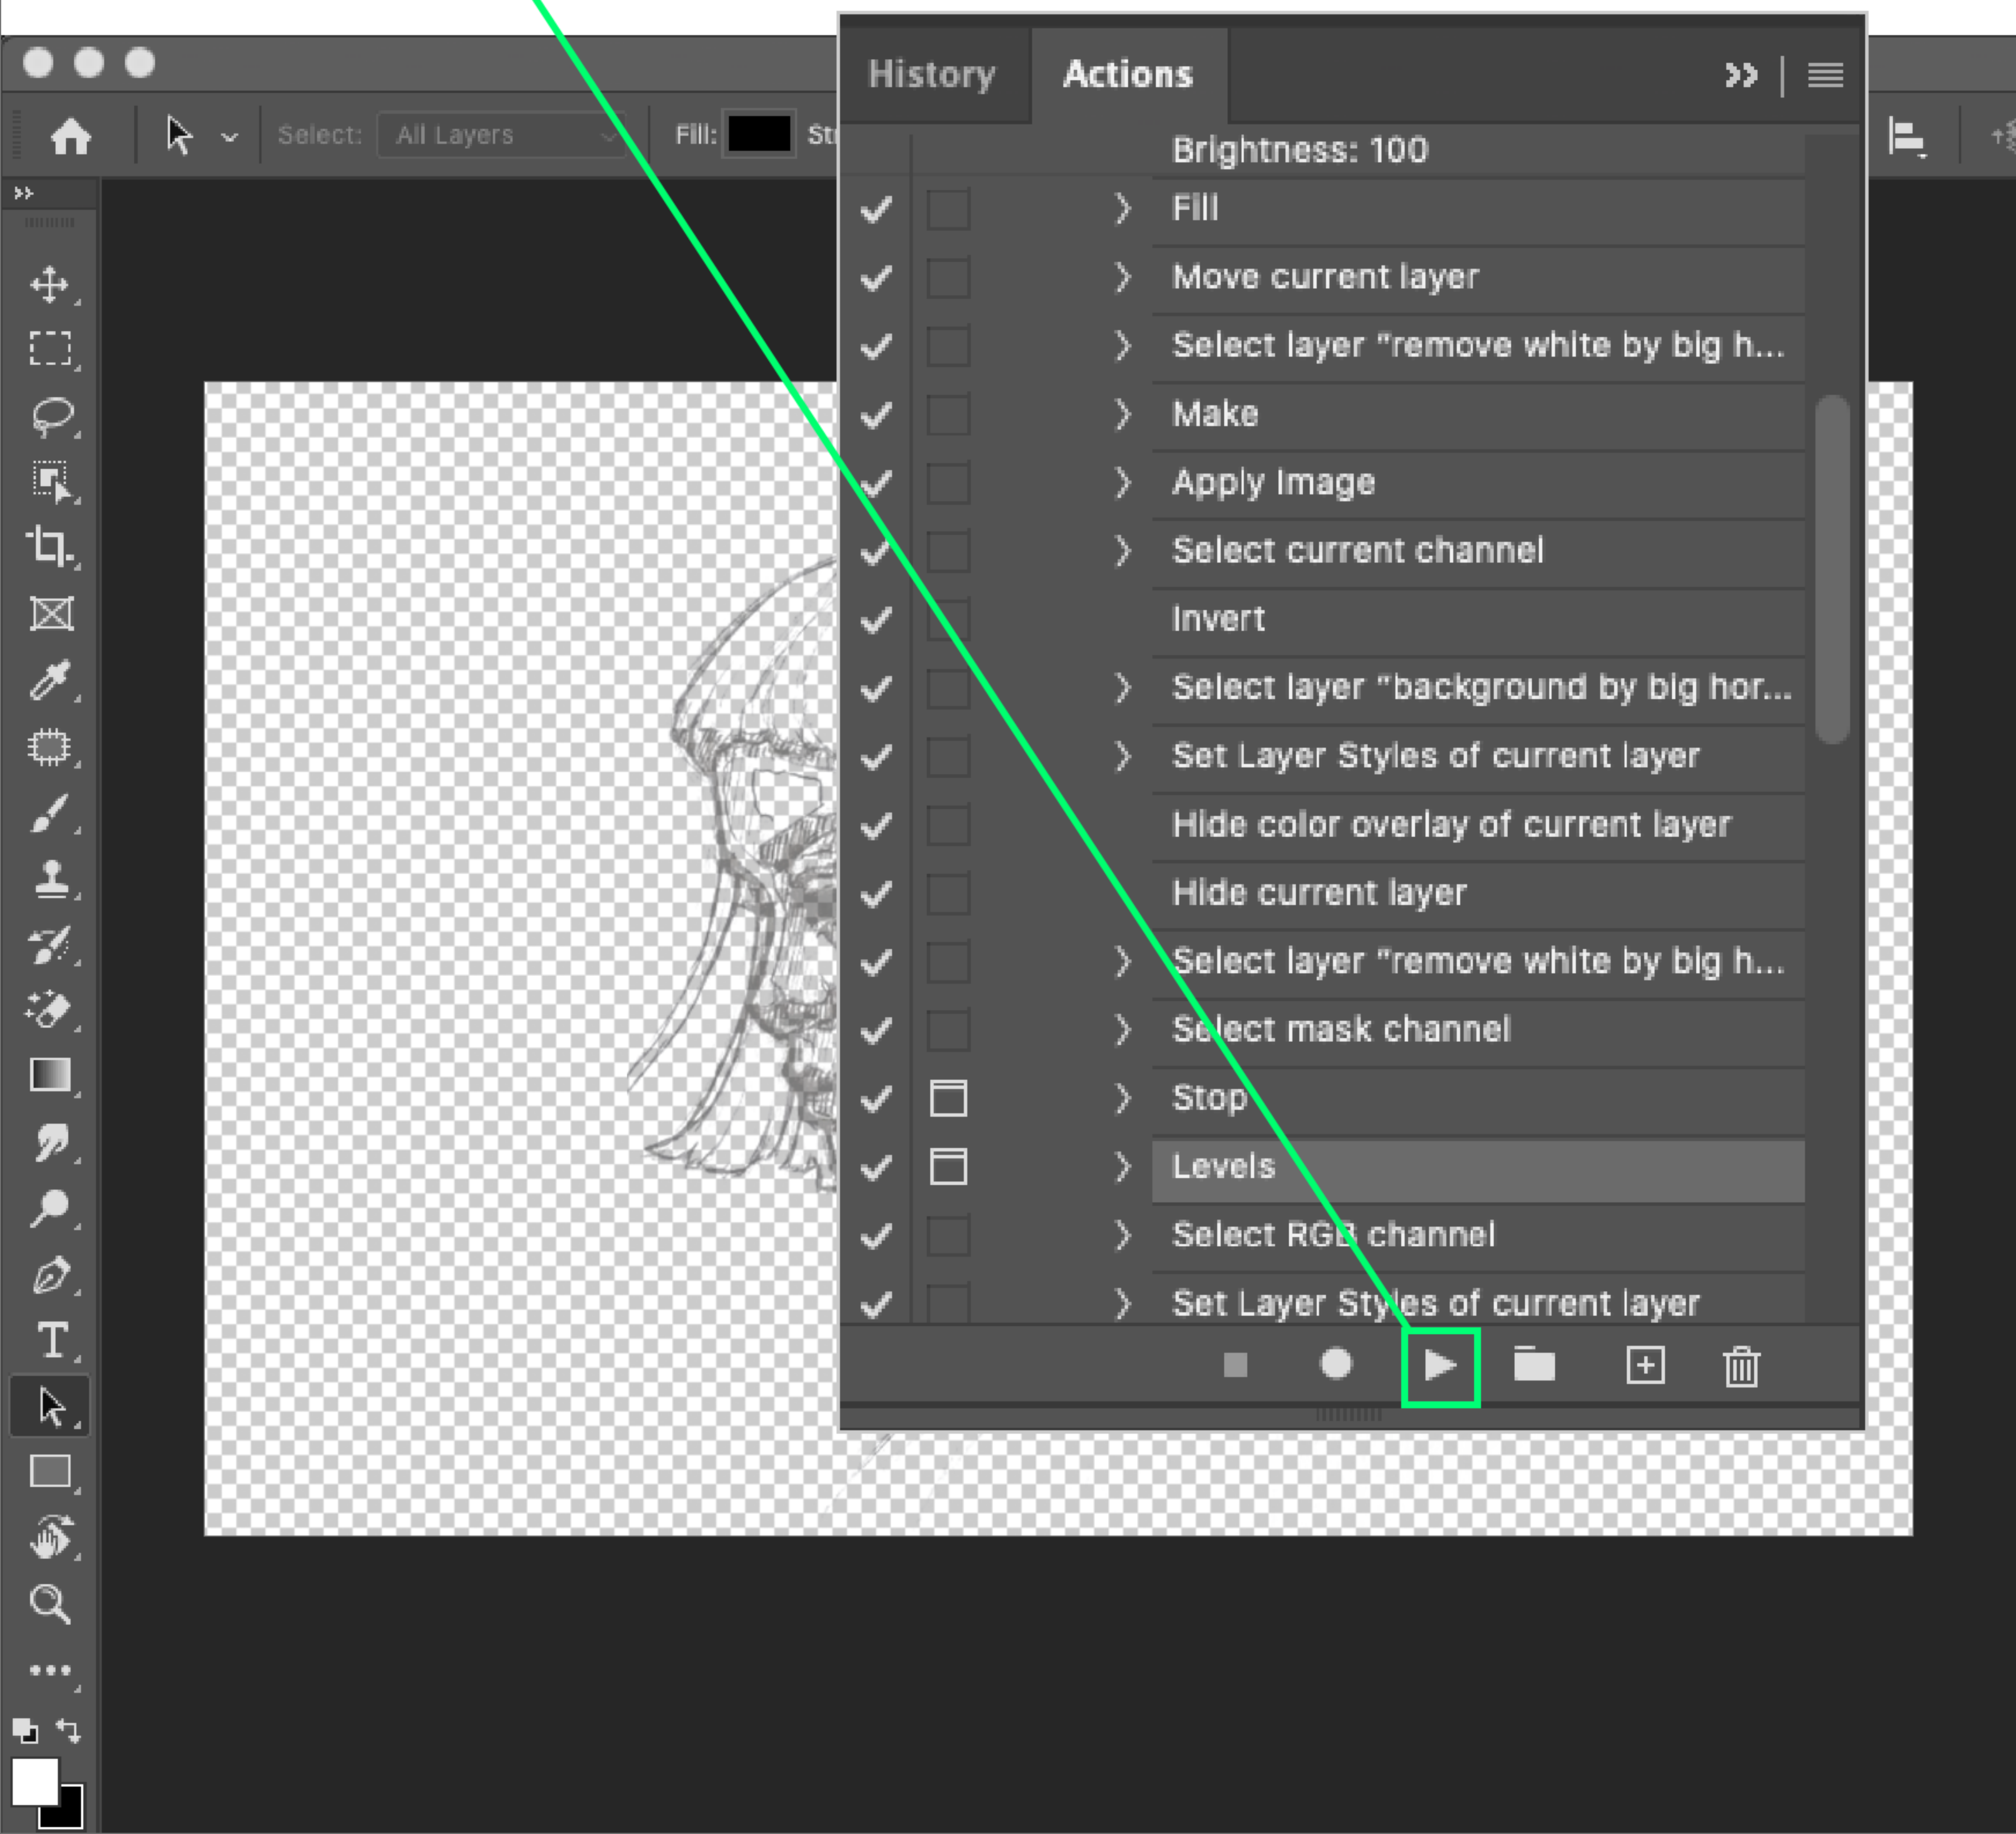 History Actions
Select: All Layers Fill: Str
Brightness: 100
Fill
Move current layer
Select layer "remove white by big h...
Make
Apply Image
Select current channel
Invert
Select layer "background by big hor...
Set Layer Styles of current layer
Hide color overlay of current layer
Hide current layer
Select layer "remove white by big h...
Select mask channel
Stop
Levels
Select RGB channel
Set Layer Styles of current layer